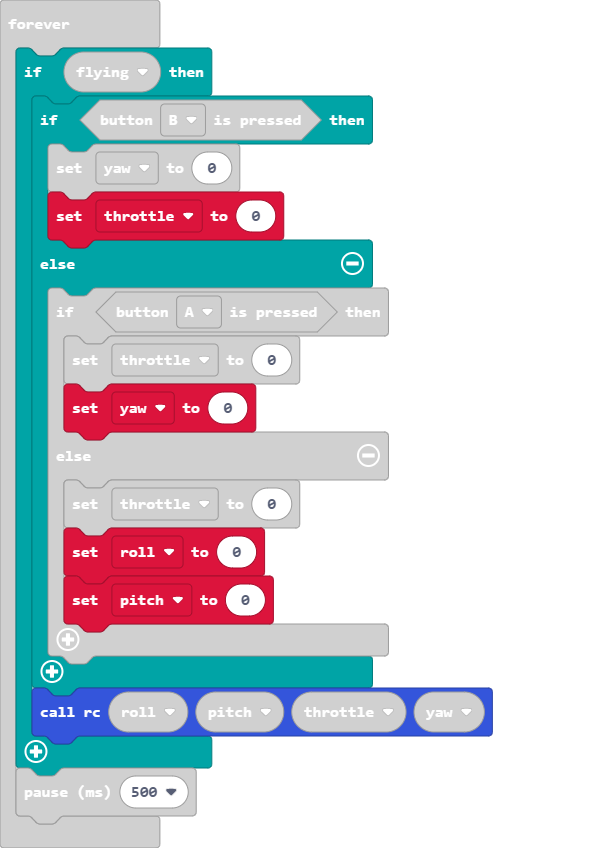 forever
if flying then
if button B is pressed then
set yaw to 0
set throttle to 0
else
if button A is pressed then
set throttle to 0
set yaw to 0
else
set throttle to 0
set roll to 0
set pitch to 0
call rc roll pitch throttle yaw
pause (ms) 500